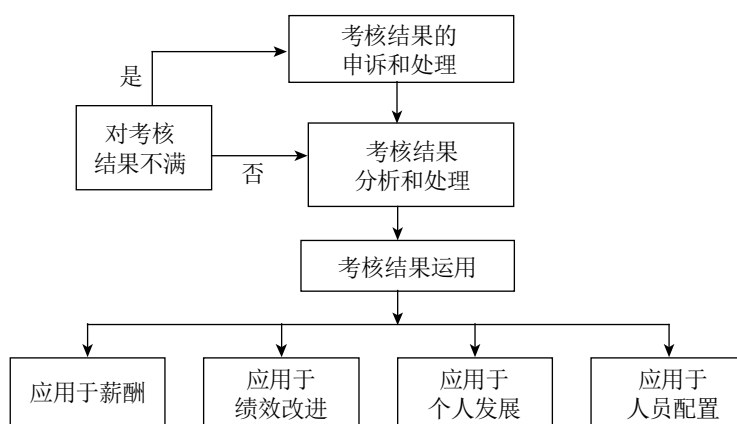 考核结果的
申诉和处理
是
对考核
结果不满
否
考核结果
分析和处理
考核结果运用
应用于薪酬
应用于
绩效改进
应用于
个人发展
应用于
人员配置